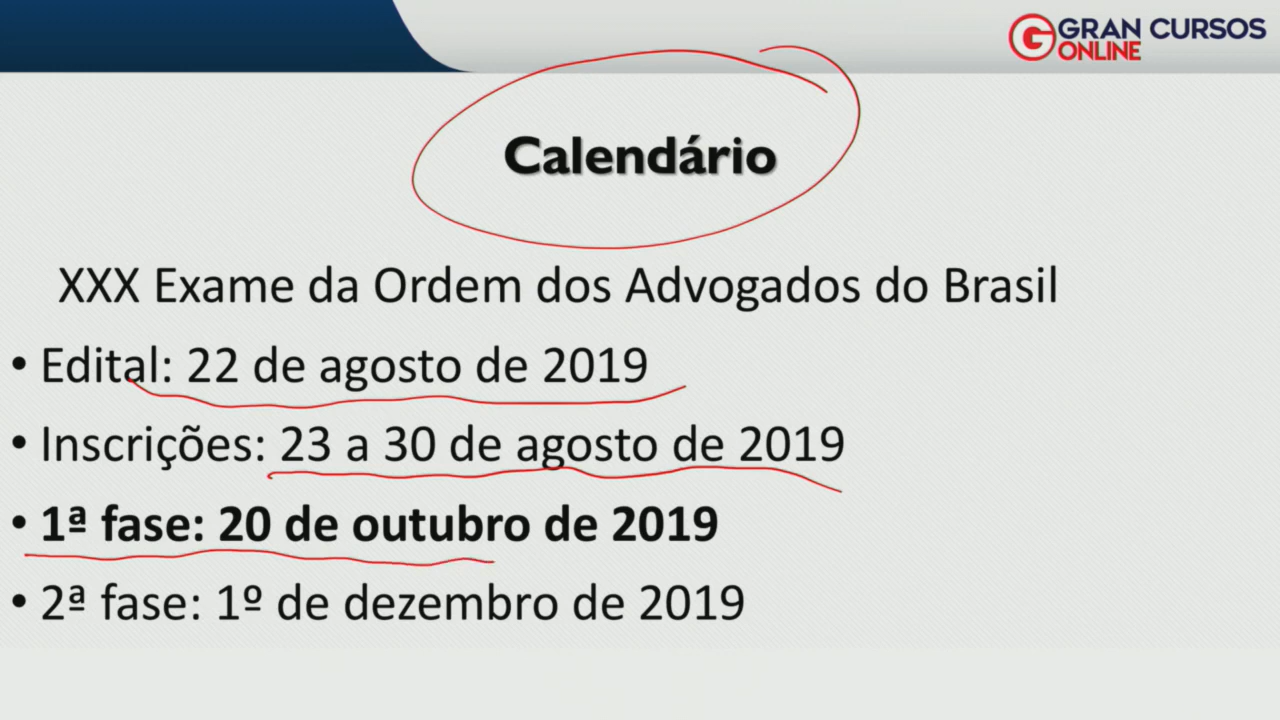 GRAN CURSOS
ONLINE
Calendário
XXX Exame da Ordem dos Advogados do Brasil
• Edital: 22 de agosto de 2019
• Inscrições: 23 a 30 de agosto de 2019
• 1ª fase: 20 de outubro de 2019
• 2ª fase: 1º de dezembro de 2019